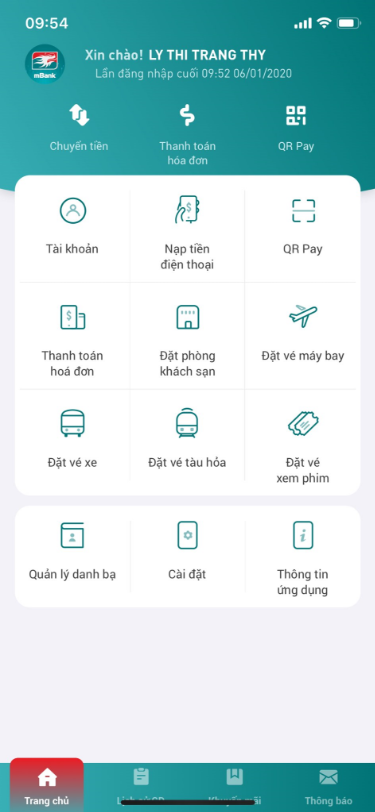 09:54
mBank
Xin chào! LY THI TRANG THY
Lần đăng nhập cuối 09:52 06/01/2020
Chuyển tiền
Thanh toán
hóa đơn
QR Pay
Tài khoản
Nạp tiền
điện thoại
QR Pay
Thanh toán
hoá đơn
Đặt phòng
khách sạn
Đặt vé máy bay
Đặt vé xe
Đặt vé tàu hỏa
Đặt vé
xem phim
Quản lý danh bạ
Cài đặt
Thông tin
ứng dụng
Trang chủ
Thông báo